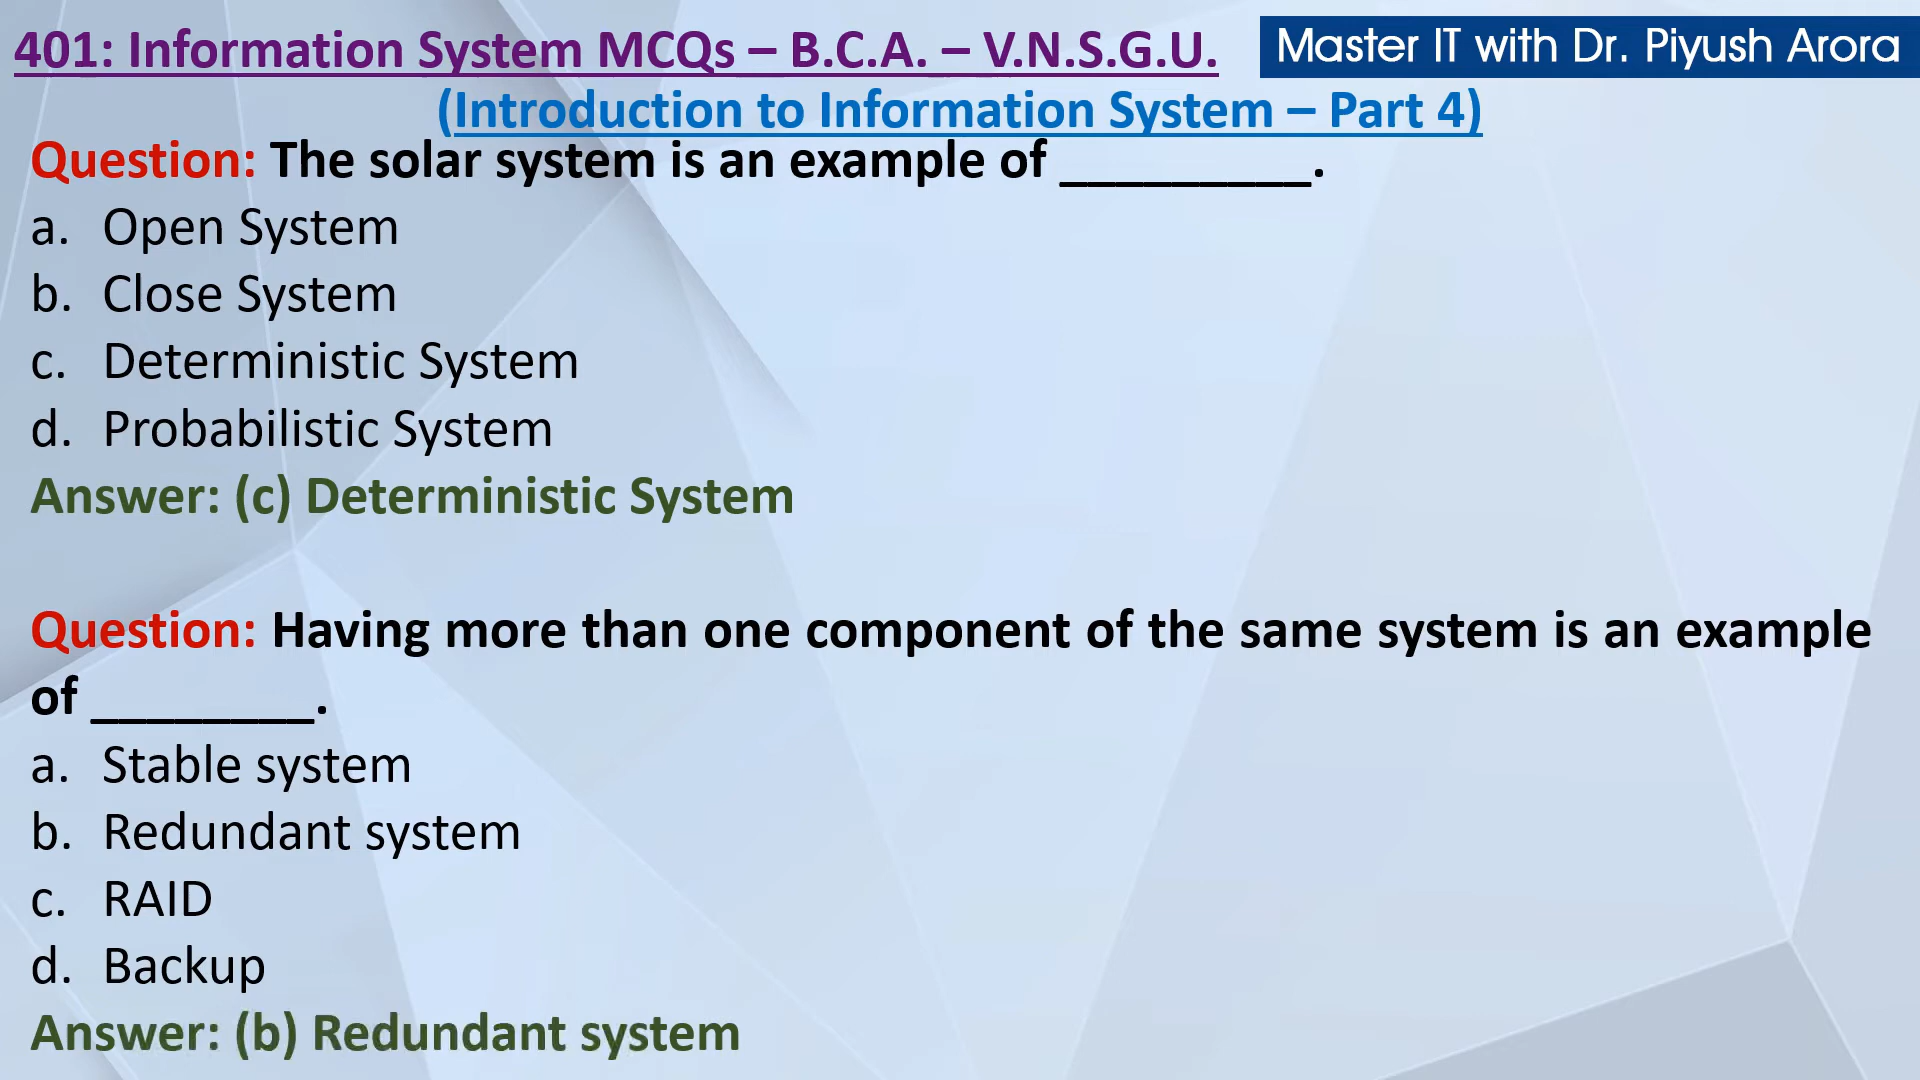 401: Information System MCQs – B.C.A. – V.N.S.G.U.
Master IT with Dr. Piyush Arora
(Introduction to Information System – Part 4)
Question: The solar system is an example of _________.
a. Open System
b. Close System
c. Deterministic System
d. Probabilistic System
Answer: (c) Deterministic System
Question: Having more than one component of the same system is an example
of ________.
a. Stable system
b. Redundant system
c. RAID
d. Backup
Answer: (b) Redundant system